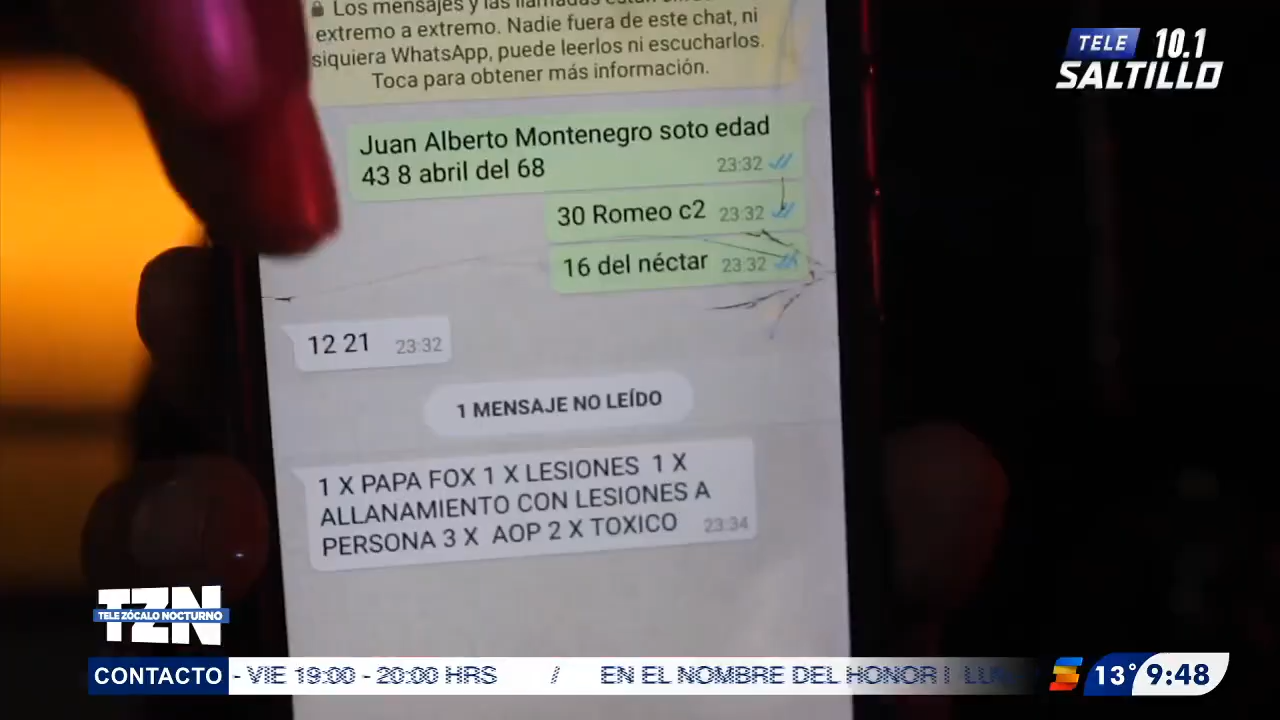 Los mensajes y las llamadas están cifrados
extremo a extremo. Nadie fuera de este chat, ni
siquiera WhatsApp, puede leerlos ni escucharlos.
Toca para obtener más información.
TELE 10.1
SALTILLO
Juan Alberto Montenegro soto edad
43 8 abril del 68
23:32
30 Romeo c2 23:32
16 del néctar 23:32
12 21 23:32
1 MENSAJE NO LEÍDO
1 X PAPA FOX 1 X LESIONES 1 X
ALLANAMIENTO CON LESIONES A
PERSONA 3 X AOP 2 X TOXICO 23:34
TZN
TELE ZÓCALO NOCTURNO
CONTACTO - VIE 19:00 - 20:00 HRS / EN EL NOMBRE DEL HONOR
13° 9:48